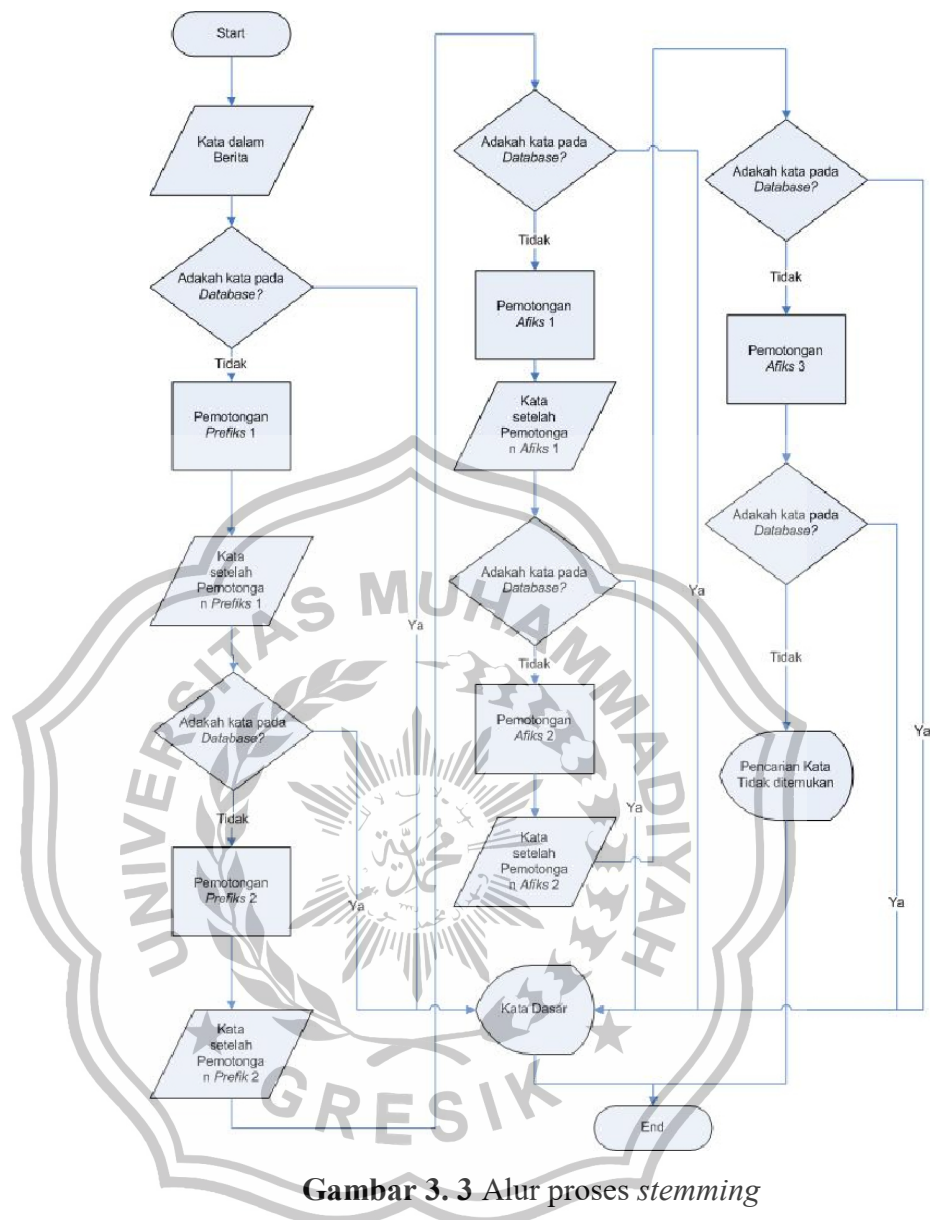 Start
Kata dalam
Berita
Adakah kata pada
Database?
Tidak
Pemotongan
Prefiks 1
Kata
setelah
Pemotonga
n Prefiks 1
Adakah kata pada
Database?
Tidak
Pemotongan
Prefiks 2
Kata
setelah
Pemotonga
n Prefik 2
Ya
Ya
Adakah kata pada
Database?
Tidak
Pemotongan
Afiks 1
Kata
setelah
Pemotonga
n Afiks 1
Adakah kata pada
Database?
Tidak
Pemotongan
Afiks 2
Kata
setelah
Pemotonga
n Afiks 2
Ya
Ya
Kata Dasar
Adakah kata pada
Database?
Tidak
Pemotongan
Afiks 3
Adakah kata pada
Database?
Tidak
Pencarian Kata
Tidak ditemukan
Ya
Ya
End
UNIVERSITAS MUHAMMADIYAH
GRESIK
Gambar 3. 3 Alur proses stemming